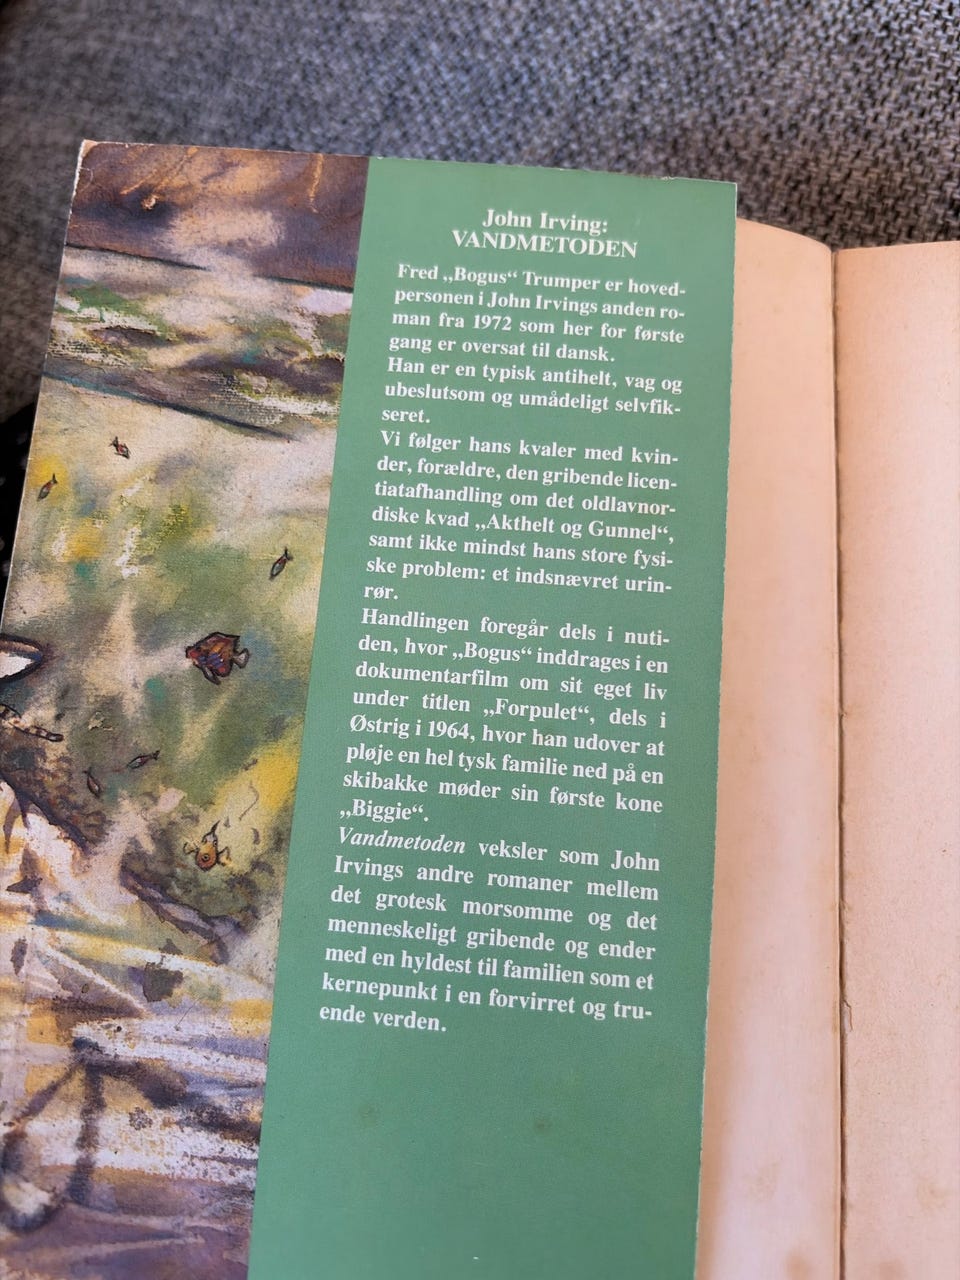 John Irving:
VANDMETODEN
Fred „Bogus“ Trumper er hoved-
personen i John Irvings anden ro-
man fra 1972 som her for første
gang er oversat til dansk.
Han er en typisk antihelt, vag og
ubeslutsom og umådeligt selvfik-
seret.
Vi følger hans kvaler med kvin-
der, forældre, den gribende licen-
tiatafhandling om det oldlavnor-
diske kvad „Akthelt og Gunnel“,
samt ikke mindst hans store fysi-
ske problem: et indsnævret urin-
rør.
Handlingen foregår dels i nuti-
den, hvor „Bogus“ inddrages i en
dokumentarfilm om sit eget liv
under titlen „Forpulet“, dels i
Østrig i 1964, hvor han udover at
pløje en hel tysk familie ned på en
skibakke møder sin første kone
„Biggie“.
Vandmetoden veksler som John
Irvings andre romaner mellem
det grotesk morsomme og det
menneskeligt gribende og ender
med en hyldest til familien som et
kernepunkt i en forvirret og tru-
ende verden.